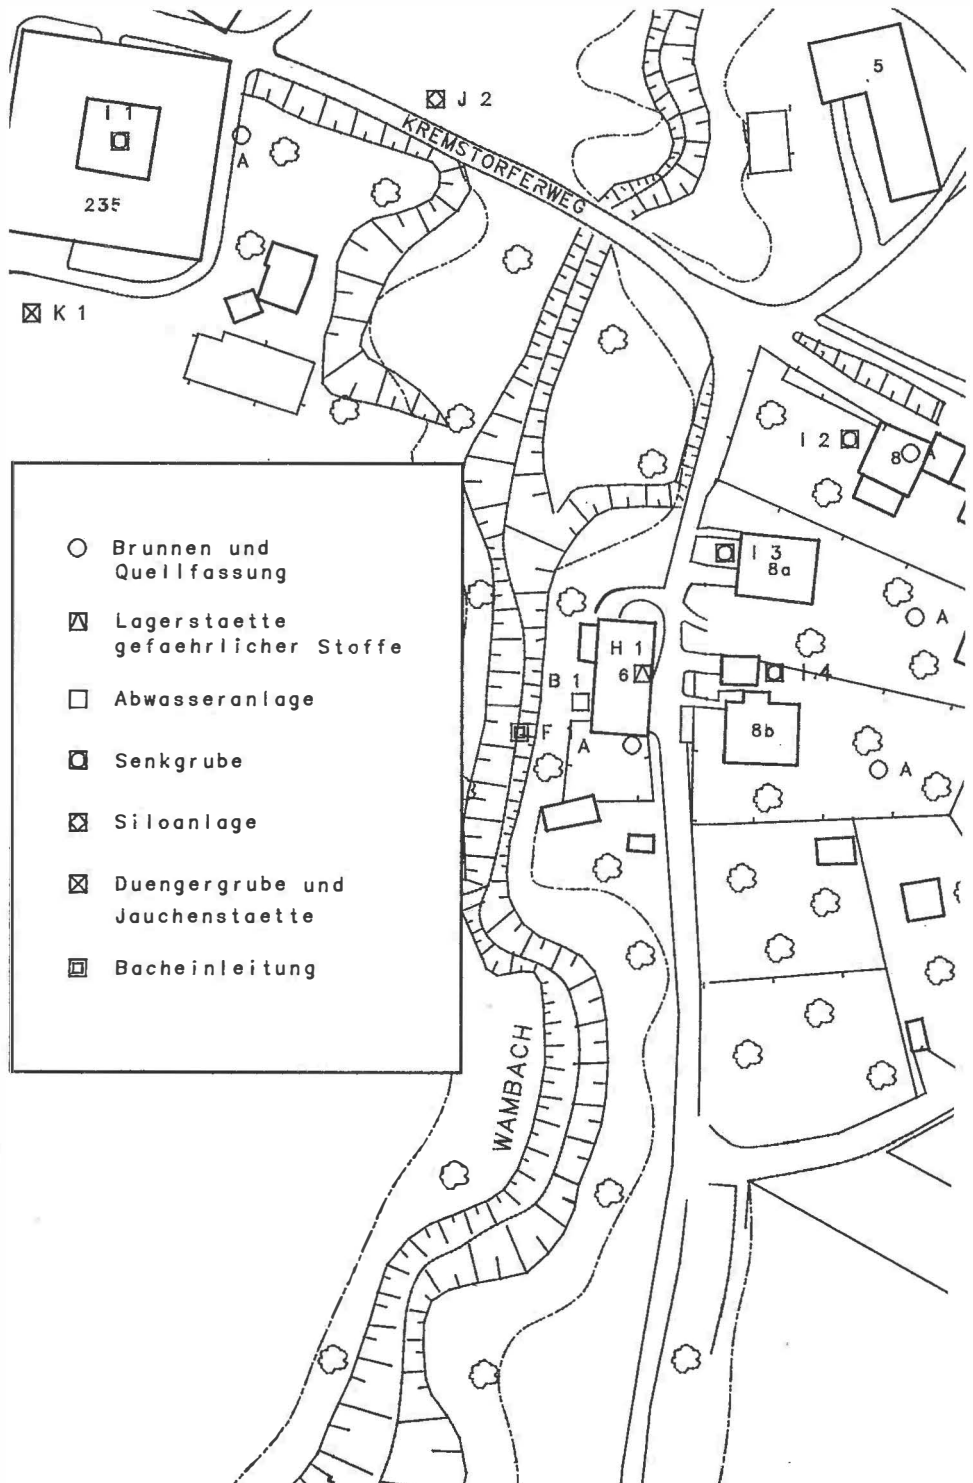 J 2
KREMSTORFERWEG
5
I 1
A
235
K 1
I 2
8
A
I 3
8a
A
H 1
6
B 1
I 4
F
A
8b
A
Brunnen und
Quellfassung
Lagerstaette
gefaehrlicher Stoffe
Abwasseranlage
Senkgrube
Siloanlage
Duengergrube und
Jauchenstaette
Bacheinleitung
WAMBACH